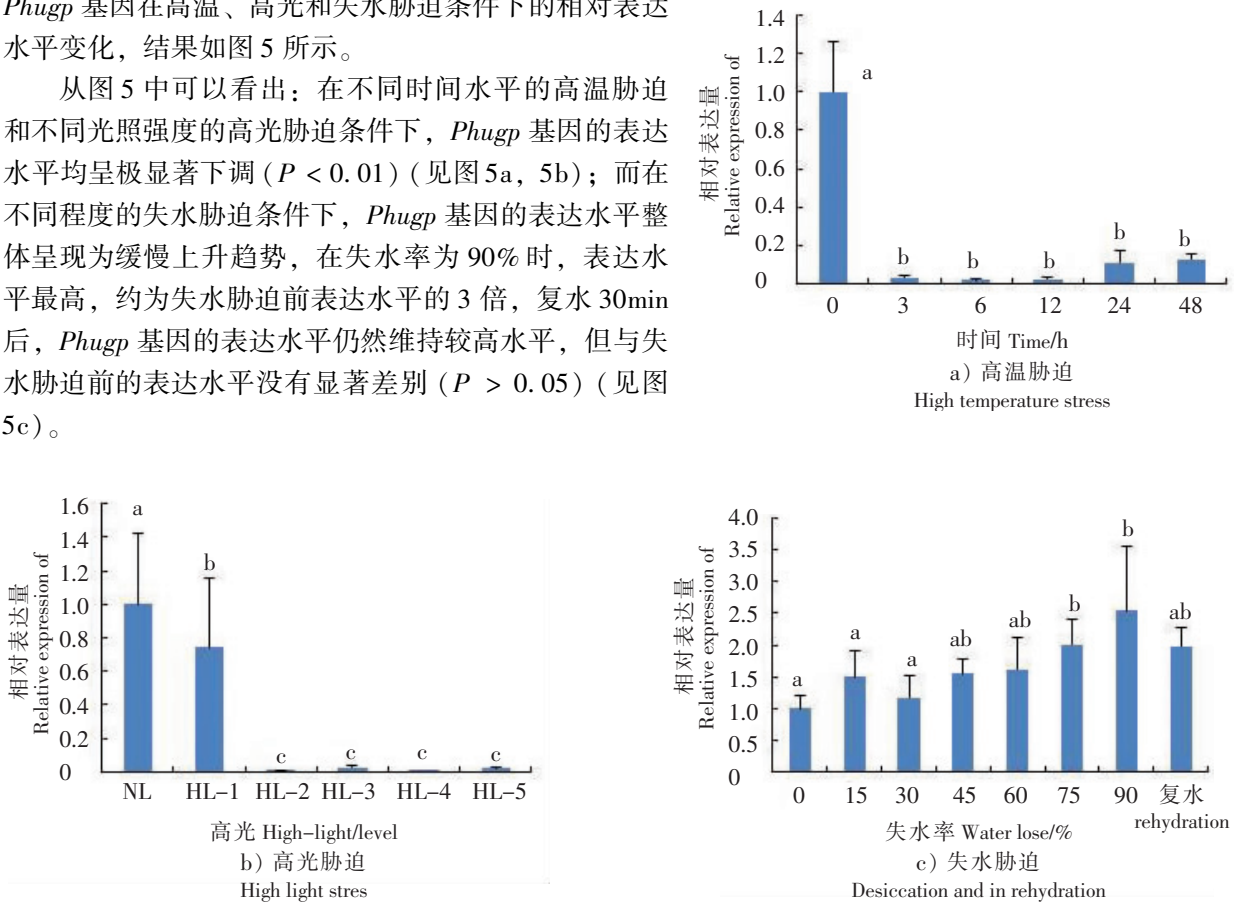 Phugp 基因在高温、高光和失水胁迫条件下的相对表达
水平变化，结果如图 5 所示。
从图 5 中可以看出：在不同时间水平的高温胁迫
和不同光照强度的高光胁迫条件下，Phugp 基因的表达
水平均呈极显著下调 (P < 0.01) (见图5a，5b)；而在
不同程度的失水胁迫条件下，Phugp 基因的表达水平整
体呈现为缓慢上升趋势，在失水率为 90% 时，表达水
平最高，约为失水胁迫前表达水平的 3 倍，复水 30min
后，Phugp 基因的表达水平仍然维持较高水平，但与失
水胁迫前的表达水平没有显著差别 (P > 0.05) (见图
5c)。
相对表达量
Relative expression of
1.4
1.2
1.0
0.8
0.6
0.4
0.2
0
a
b
b
b
b
b
0 3 6 12 24 48
时间 Time/h
a) 高温胁迫
High temperature stress
相对表达量
Relative expression of
1.6
1.4
1.2
1.0
0.8
0.6
0.4
0.2
0
a
b
c
c
c
c
NL HL-1 HL-2 HL-3 HL-4 HL-5
高光 High-light/level
b) 高光胁迫
High light stres
相对表达量
Relative expression of
4.0
3.5
3.0
2.5
2.0
1.5
1.0
0.5
0
a
a
a
ab
ab
b
b
ab
0 15 30 45 60 75 90 复水
rehydration
失水率 Water lose/%
c) 失水胁迫
Desiccation and in rehydration